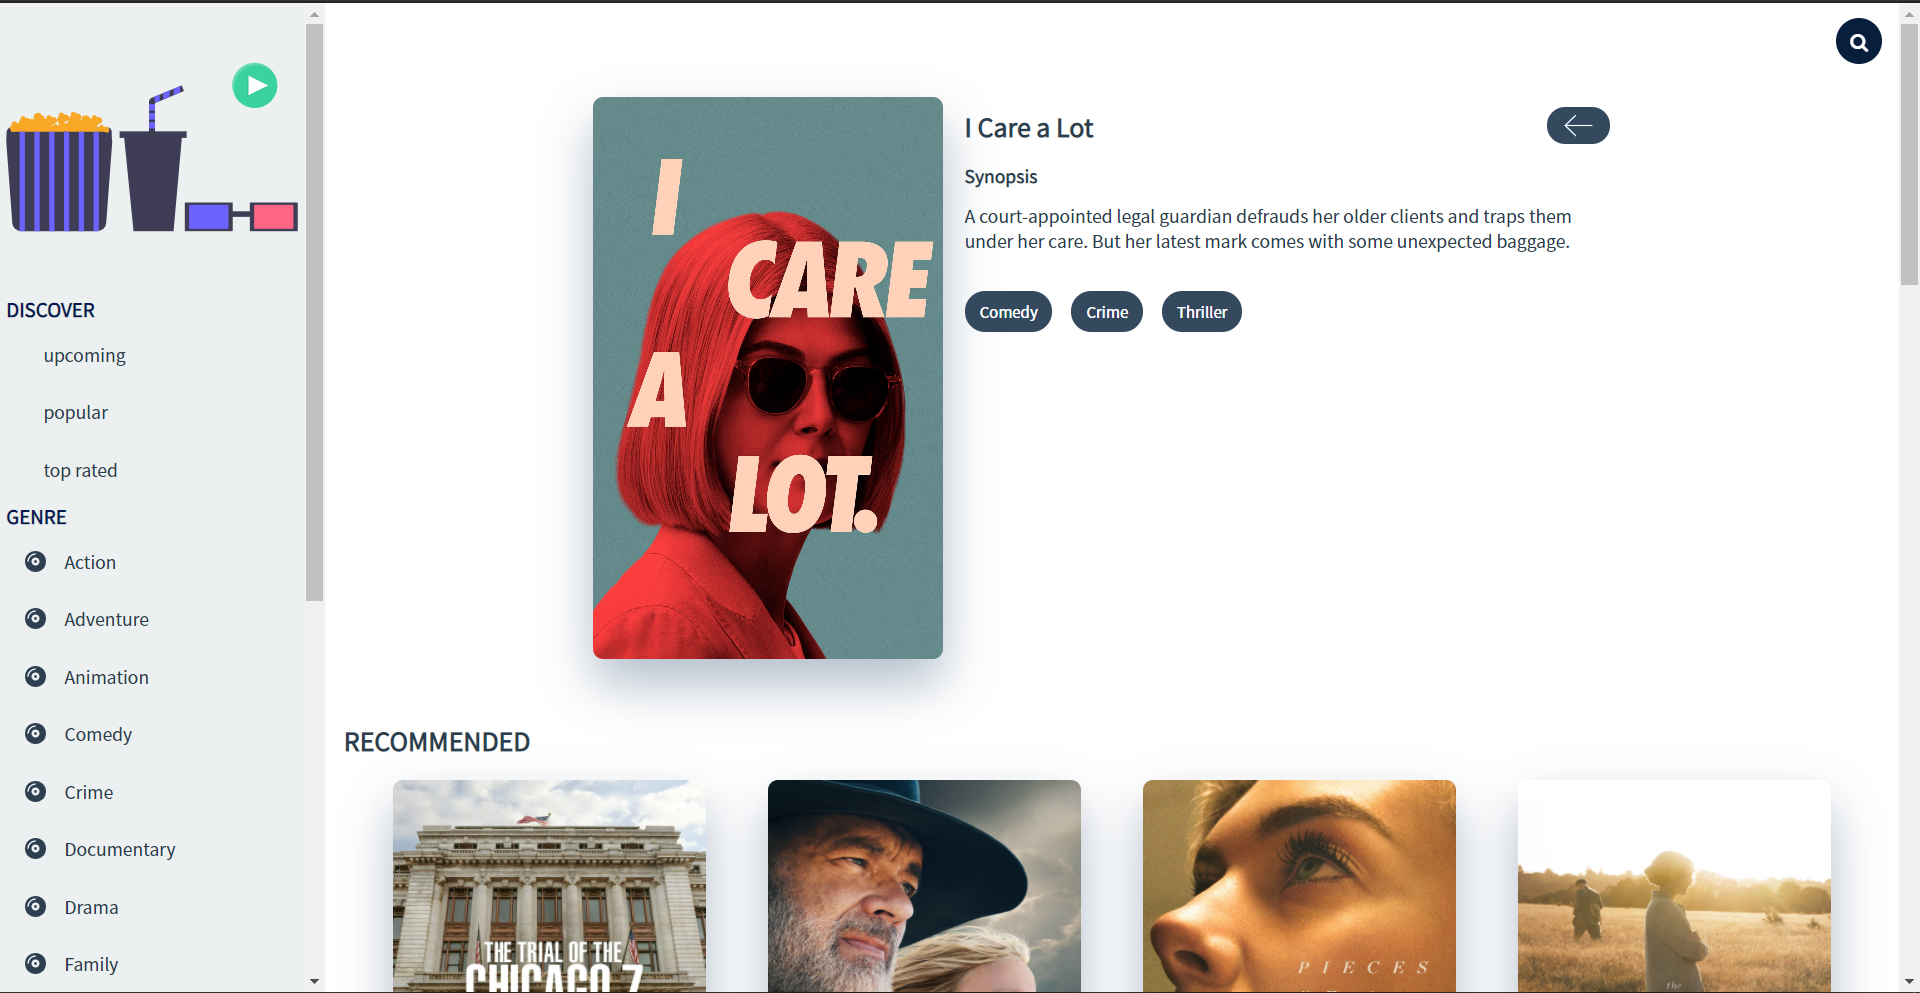 DISCOVER
upcoming
popular
top rated
GENRE
Action
Adventure
Animation
Comedy
Crime
Documentary
Drama
Family
I
CARE
A
LOT.
I Care a Lot
Synopsis
A court-appointed legal guardian defrauds her older clients and traps them
under her care. But her latest mark comes with some unexpected baggage.
Comedy
Crime
Thriller
RECOMMENDED
THE TRIAL OF THE
CHICAGO 7
PIECES
the